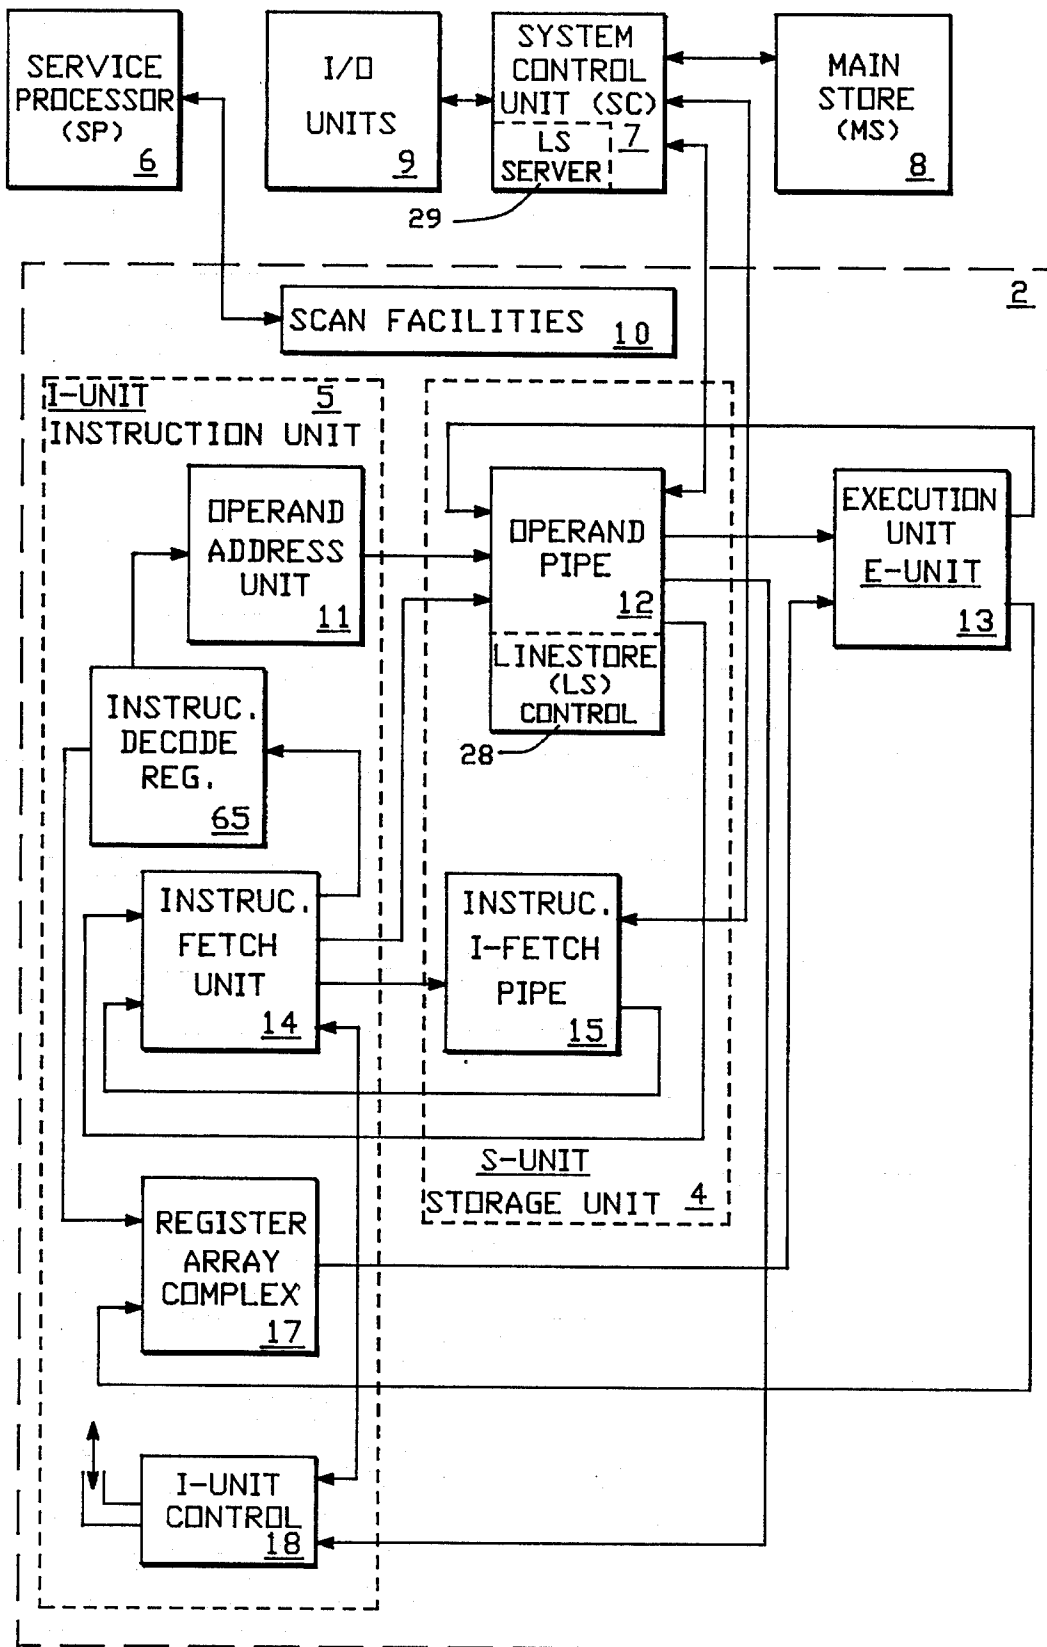 SERVICE
PROCESSOR
(SP)
6
I/O
UNITS
9
SYSTEM
CONTROL
UNIT (SC)
7
LS
SERVER
29
MAIN
STORE
(MS)
8
2
SCAN FACILITIES 10
I-UNIT 5
INSTRUCTION UNIT
OPERAND
ADDRESS
UNIT
11
OPERAND
PIPE
12
LINESTORE
(LS)
CONTROL
28
EXECUTION
UNIT
E-UNIT
13
INSTRUC.
DECODE
REG.
65
INSTRUC.
FETCH
UNIT
14
INSTRUC.
I-FETCH
PIPE
15
S-UNIT
STORAGE UNIT 4
REGISTER
ARRAY
COMPLEX
17
I-UNIT
CONTROL
18